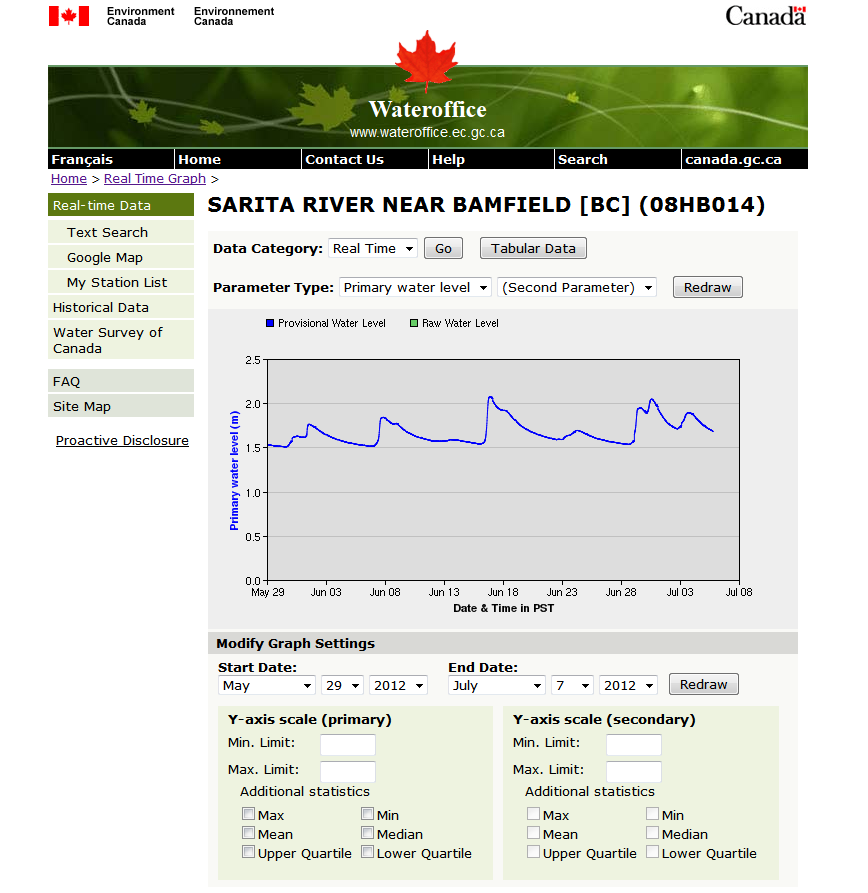 Environment Canada
Environnement Canada
Canada
Wateroffice
www.wateroffice.ec.gc.ca
Français Home Contact Us Help Search canada.gc.ca
Home > Real Time Graph >
Real-time Data
Text Search
Google Map
My Station List
Historical Data
Water Survey of
Canada
FAQ
Site Map
Proactive Disclosure
SARITA RIVER NEAR BAMFIELD [BC] (08HB014)
Data Category: Real Time Go Tabular Data
Parameter Type: Primary water level (Second Parameter) Redraw
Provisional Water Level Raw Water Level
Primary water level (m)
2.5
2.0
1.5
1.0
0.5
0.0
May 29 Jun 03 Jun 08 Jun 13 Jun 18 Jun 23 Jun 28 Jul 03 Jul 08
Date & Time in PST
Modify Graph Settings
Start Date: End Date:
May 29 2012 July 7 2012 Redraw
Y-axis scale (primary)
Min. Limit:
Max. Limit:
Additional statistics
Max Min
Mean Median
Upper Quartile Lower Quartile
Y-axis scale (secondary)
Min. Limit:
Max. Limit:
Additional statistics
Max Min
Mean Median
Upper Quartile Lower Quartile